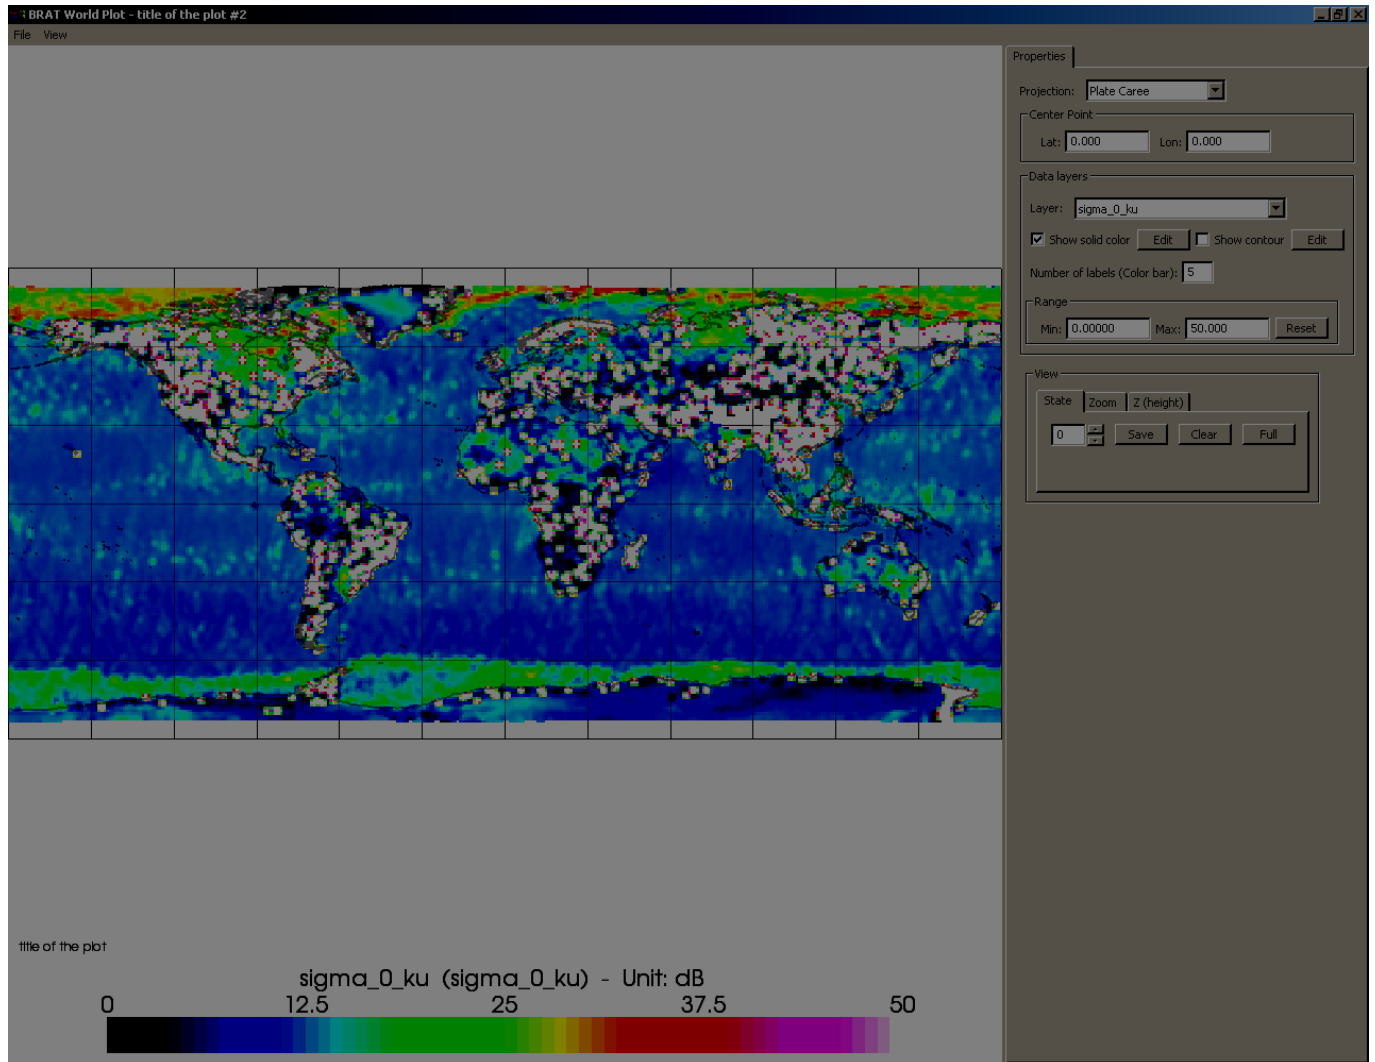 BRAT World Plot - title of the plot #2
File View
Properties
Projection: Plate Caree
Center Point
Lat: 0.000 Lon: 0.000
Data layers
Layer: sigma_0_ku
Show solid color Edit Show contour Edit
Number of labels (Color bar): 5
Range
Min: 0.00000 Max: 50.000 Reset
View
State Zoom Z (height)
0 Save Clear Full
title of the plot
sigma_0_ku (sigma_0_ku) - Unit: dB
0 12.5 25 37.5 50